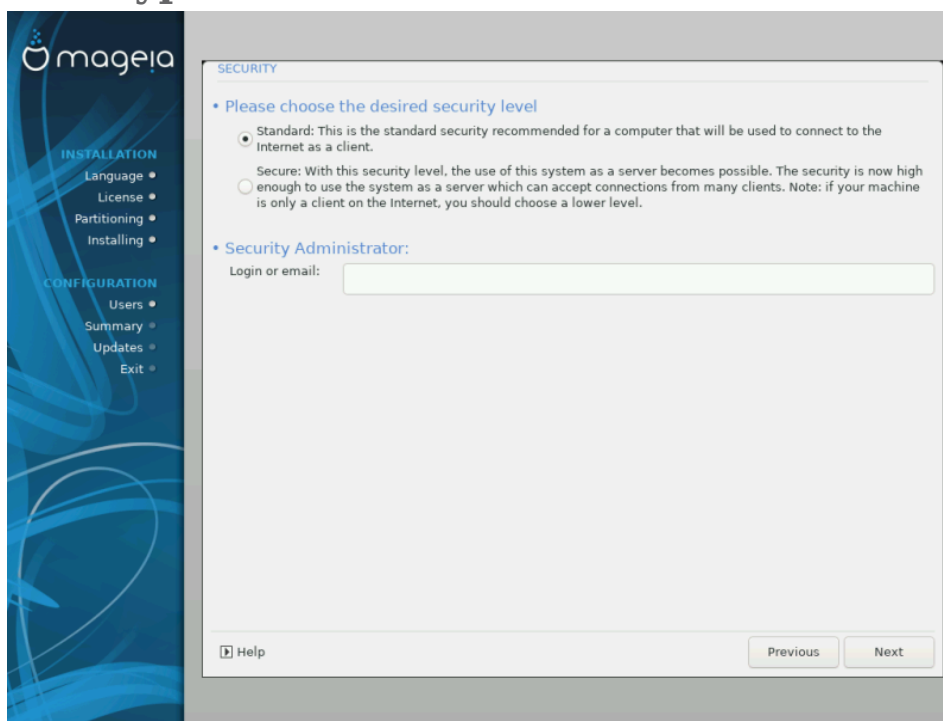 mageia
INSTALLATION
Language
License
Partitioning
Installing
CONFIGURATION
Users
Summary
Updates
Exit
SECURITY
• Please choose the desired security level
Standard: This is the standard security recommended for a computer that will be used to connect to the
Internet as a client.
Secure: With this security level, the use of this system as a server becomes possible. The security is now high
enough to use the system as a server which can accept connections from many clients. Note: if your machine
is only a client on the Internet, you should choose a lower level.
• Security Administrator:
Login or email:
Help
Previous
Next